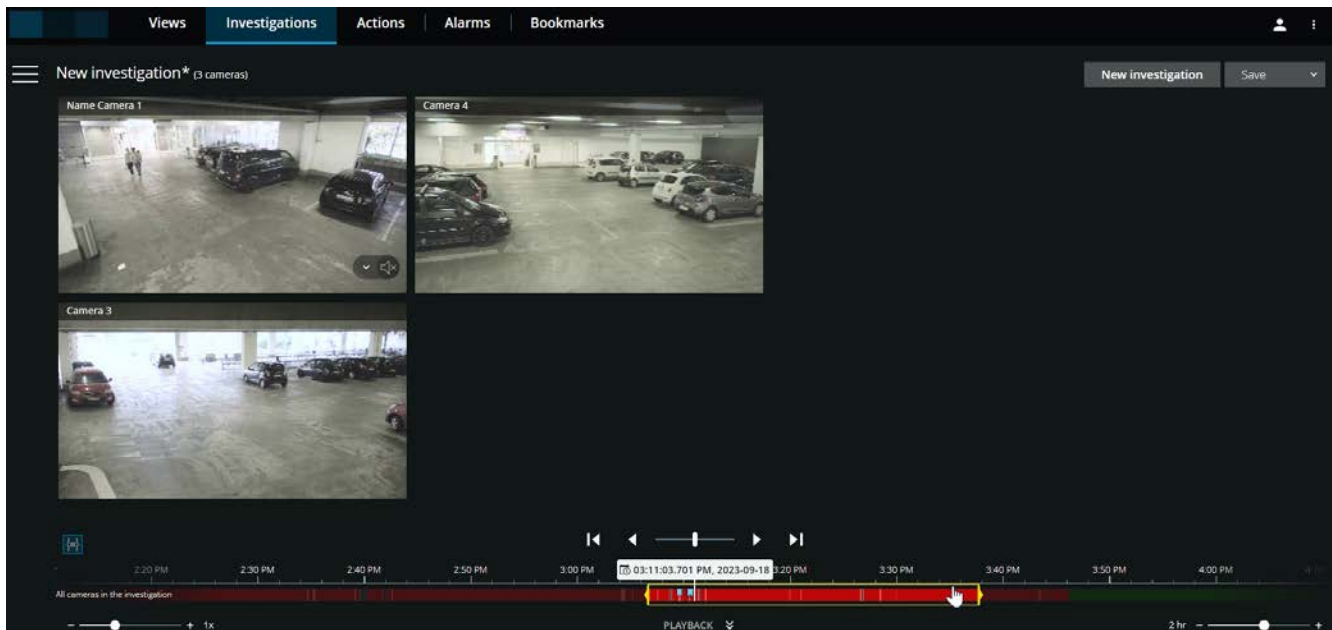 Views Investigations Actions Alarms Bookmarks
New investigation* (3 cameras) New investigation Save
Name Camera 1 Camera 4
Camera 3
2:20 PM 2:30 PM 2:40 PM 2:50 PM 3:00 PM 03:11:03.701 PM, 2023-09-18 3:20 PM 3:30 PM 3:40 PM 3:50 PM 4:00 PM
All cameras in the investigation
- + 1x PLAYBACK 2 hr - +